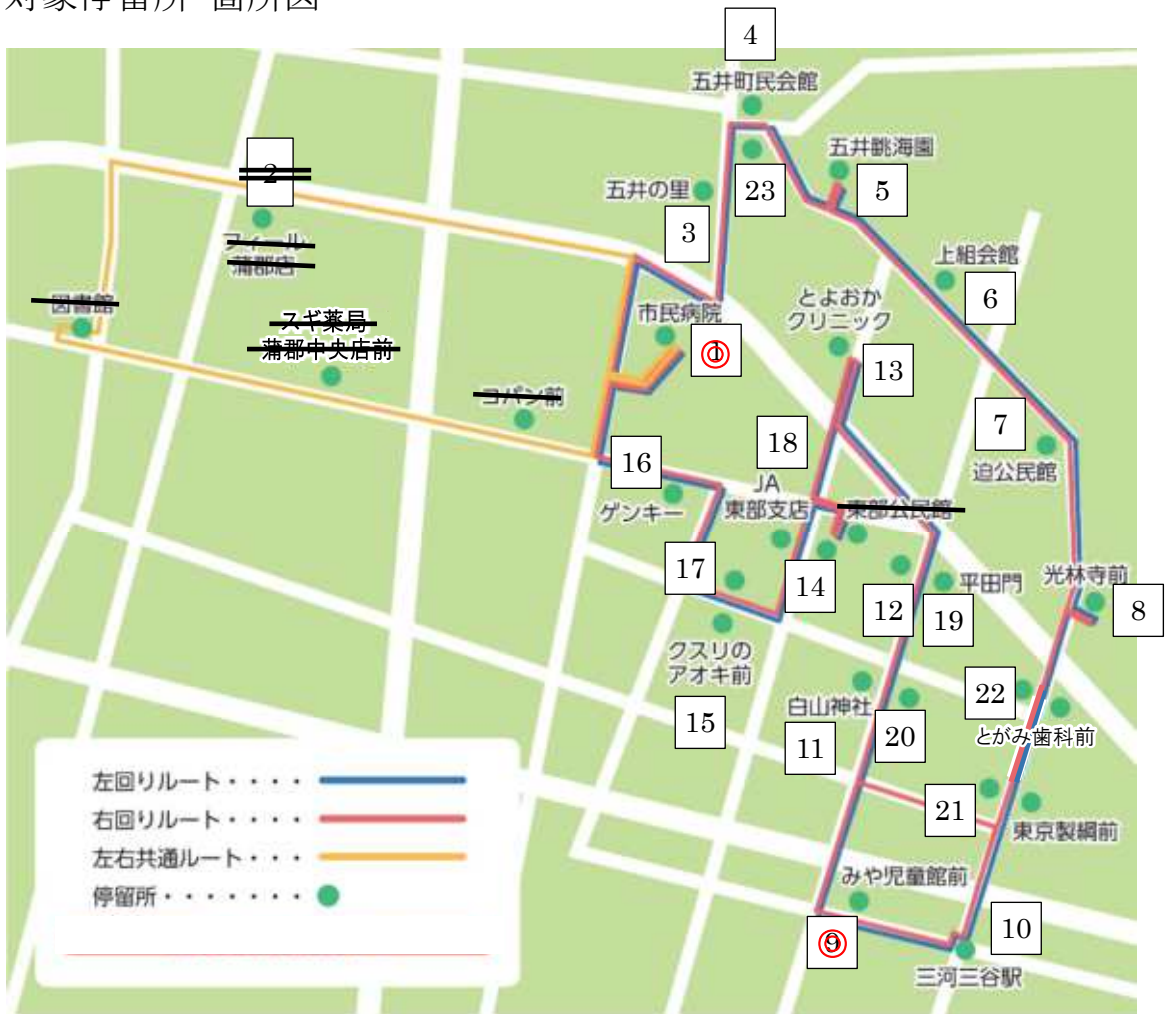 対象停留所 箇所図
4
五井町民会館
五井眺海園
5
23
五井の里
3
2
フィール
蒲郡店
上組会館
6
図書館
スギ薬局
蒲郡中央店前
市民病院
1
とよおか
クリニック
13
コパン前
7
迫公民館
18
16
ゲンキー
JA
東部支店
東部公民館
17
14
12
19
平田門
光林寺前
8
クスリの
アオキ前
15
白山神社
11
20
22
とがみ歯科前
21
東京製綱前
みや児童館前
9
10
三河三谷駅
左回りルート・・・・
右回りルート・・・・
左右共通ルート・・・
停留所・・・・・・・